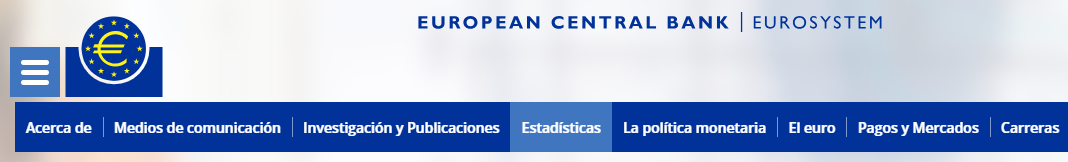 EUROPEAN CENTRAL BANK | EUROSYSTEM
€
Acerca de | Medios de comunicación | Investigación y Publicaciones Estadísticas La política monetaria | El euro | Pagos y Mercados | Carreras